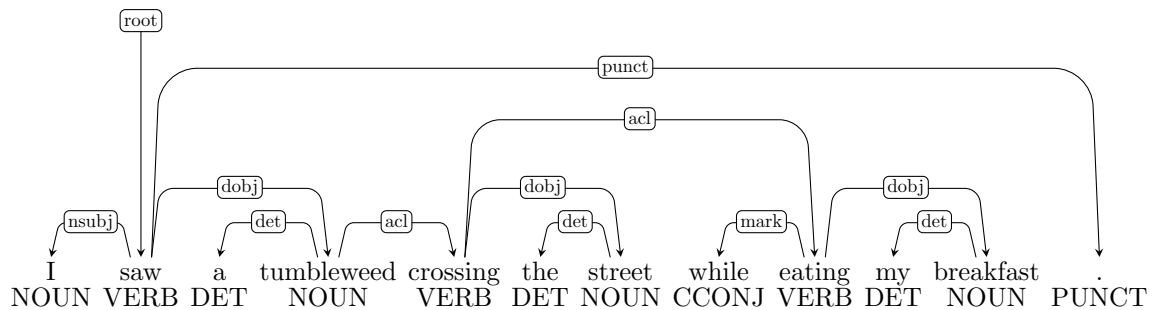 root
punct
acl
dobj dobj dobj
nsubj det acl det mark det
I saw a tumbleweed crossing the street while eating my breakfast .
NOUN VERB DET NOUN VERB DET NOUN CCONJ VERB DET NOUN PUNCT